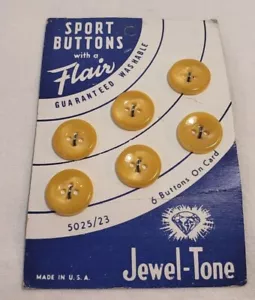 SPORT
BUTTONS
with a
Flair
GUARANTEED WASHABLE
6 Buttons On Card
5025/23
Jewel-Tone
MADE IN U.S.A.